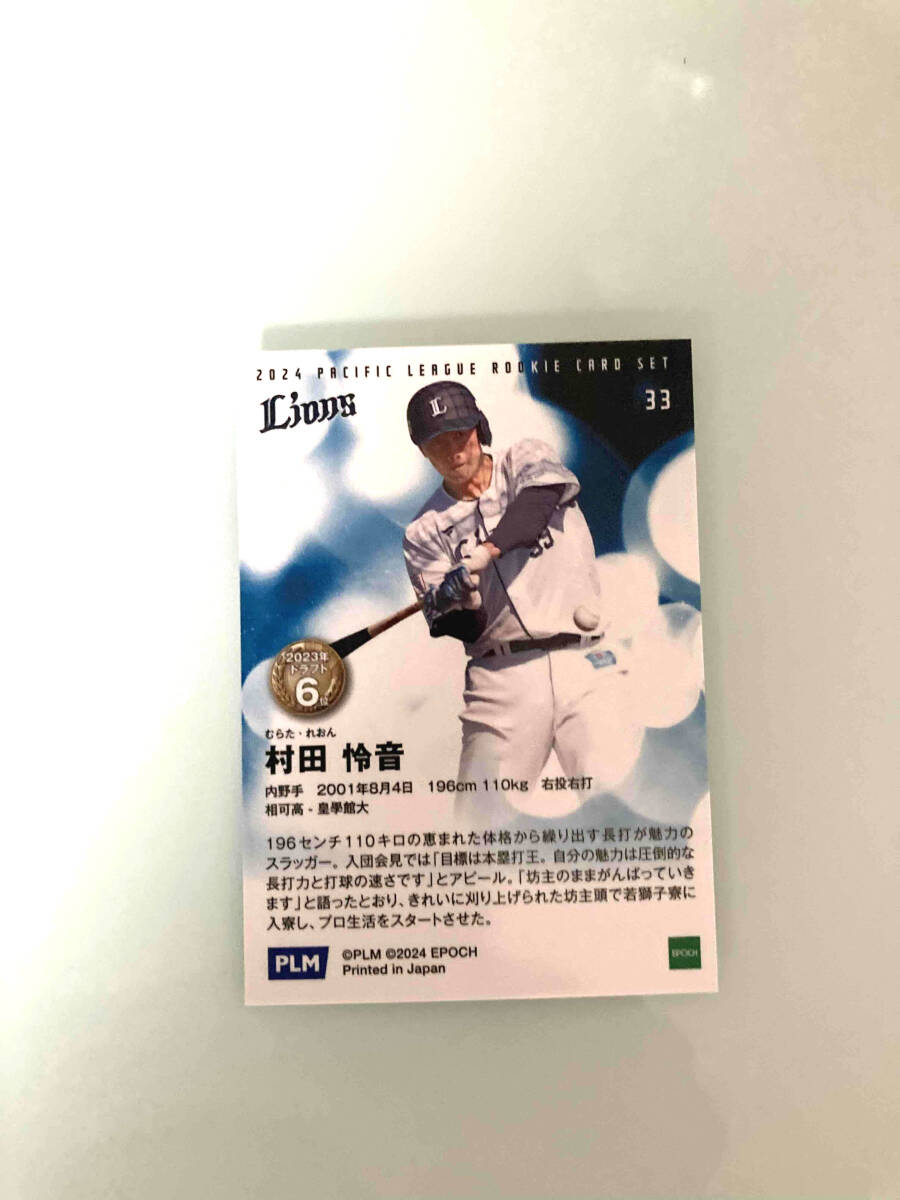 2024 PACIFIC LEAGUE ROOKIE CARD SET
Lions
33
L
99
2023年
ドラフト
6位
むらた・れおん
村田 怜音
内野手 2001年8月4日 196cm 110kg 右投右打
相可高 - 皇學館大
196センチ110キロの恵まれた体格から繰り出す長打が魅力の
スラッガー。入団会見では「目標は本塁打王。自分の魅力は圧倒的な
長打力と打球の速さです」とアピール。「坊主のままがんばっていき
ます」と語ったとおり、きれいに刈り上げられた坊主頭で若獅子寮に
入寮し、プロ生活をスタートさせた。
PLM
©PLM ©2024 EPOCH
Printed in Japan
EPOCH